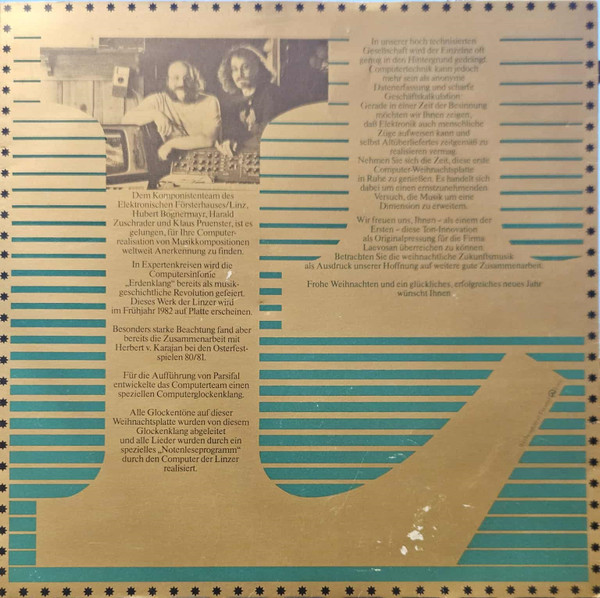 Dem Komponistenteam des
Elektronischen Försterhauses/Linz,
Hubert Bognermayr, Harald
Zuschrader und Klaus Pruenster, ist es
gelungen, für Ihre Computer-
realisation von Musikkompositionen
weltweit Anerkennung zu finden.
In Expertenkreisen wird die
Computersinfonie
„Erdenklang” bereits als musik-
geschichtliche Revolution gefeiert.
Dieses Werk der Linzer wird
im Frühjahr 1982 auf Platte erscheinen.
Besonders starke Beachtung fand aber
bereits die Zusammenarbeit mit
Herbert v. Karajan bei den Osterfest-
spielen 80/81.
Für die Aufführung von Parsifal
entwickelte das Computerteam einen
speziellen Computerglockenklang.
Alle Glockentöne auf dieser
Weihnachtsplatte wurden von diesem
Glockenklang abgeleitet
und alle Lieder wurden durch ein
spezielles „Notenleseprogramm”
durch den Computer der Linzer
realisiert.
In unserer hoch technisierten
Gesellschaft wird der Einzelne oft
genug in den Hintergrund gedrängt.
Computertechnik kann jedoch
mehr sein als anonyme
Datenerfassung und scharfe
Geschäftskalkulation.
Gerade in einer Zeit der Besinnung
möchten wir Ihnen zeigen,
daß Elektronik auch menschliche
Züge aufweisen kann und
selbst Altüberliefertes zeitgemäß zu
realisieren vermag.
Nehmen Sie sich die Zeit, diese erste
Computer-Weihnachtsplatte
in Ruhe zu genießen. Es handelt sich
dabei um einen ernstzunehmenden
Versuch, die Musik um eine
Dimension zu erweitern.
Wir freuen uns, Ihnen – als einem der
Ersten – diese Ton-Innovation
als Originalpressung für die Firma
Laevosan überreichen zu können.
Betrachten Sie die weihnachtliche Zukunftsmusik
als Ausdruck unserer Hoffnung auf weitere gute Zusammenarbeit.
Frohe Weihnachten und ein glückliches, erfolgreiches neues Jahr
wünscht Ihnen